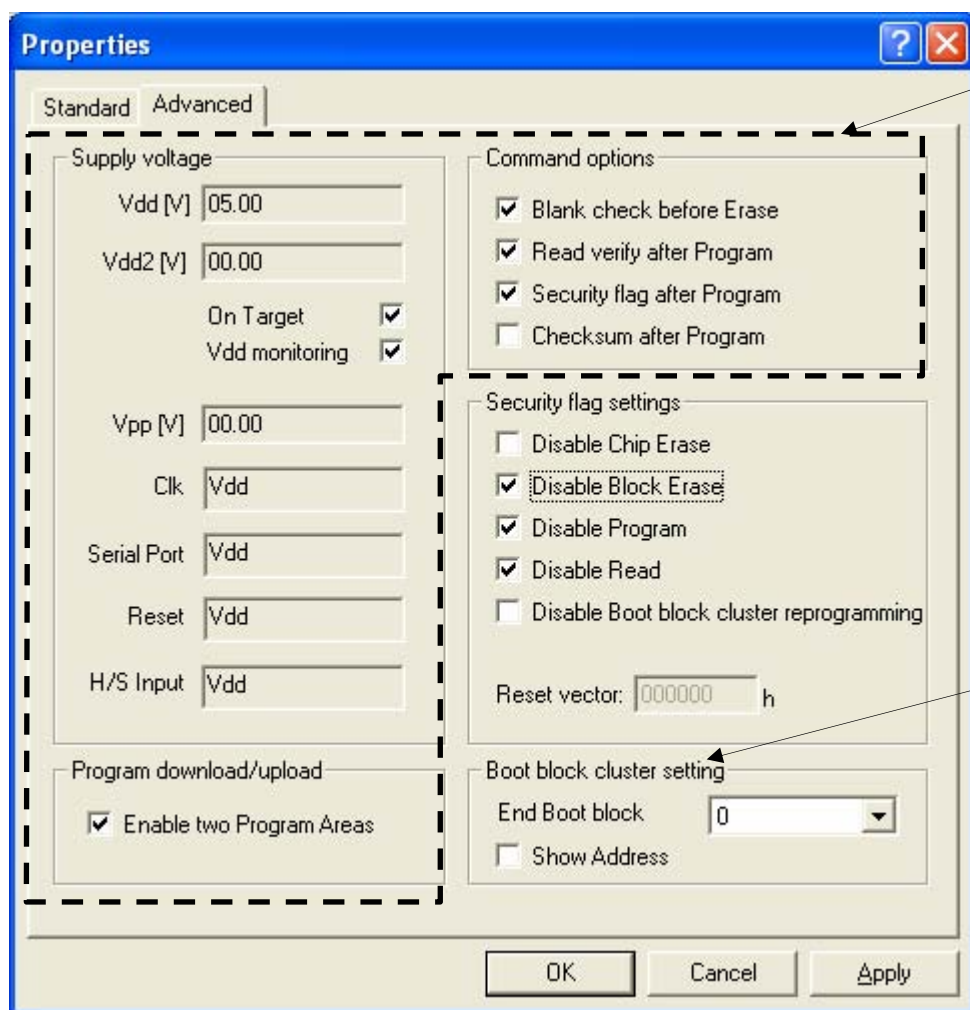 Properties
Standard
Advanced
Supply voltage
Vdd [V] 05.00
Vdd2 [V] 00.00
On Target
Vdd monitoring
Vpp [V] 00.00
Clk Vdd
Serial Port Vdd
Reset Vdd
H/S Input Vdd
Program download/upload
Enable two Program Areas
Command options
Blank check before Erase
Read verify after Program
Security flag after Program
Checksum after Program
Security flag settings
Disable Chip Erase
Disable Block Erase
Disable Program
Disable Read
Disable Boot block cluster reprogramming
Reset vector: 000000 h
Boot block cluster setting
End Boot block 0
Show Address
OK
Cancel
Apply